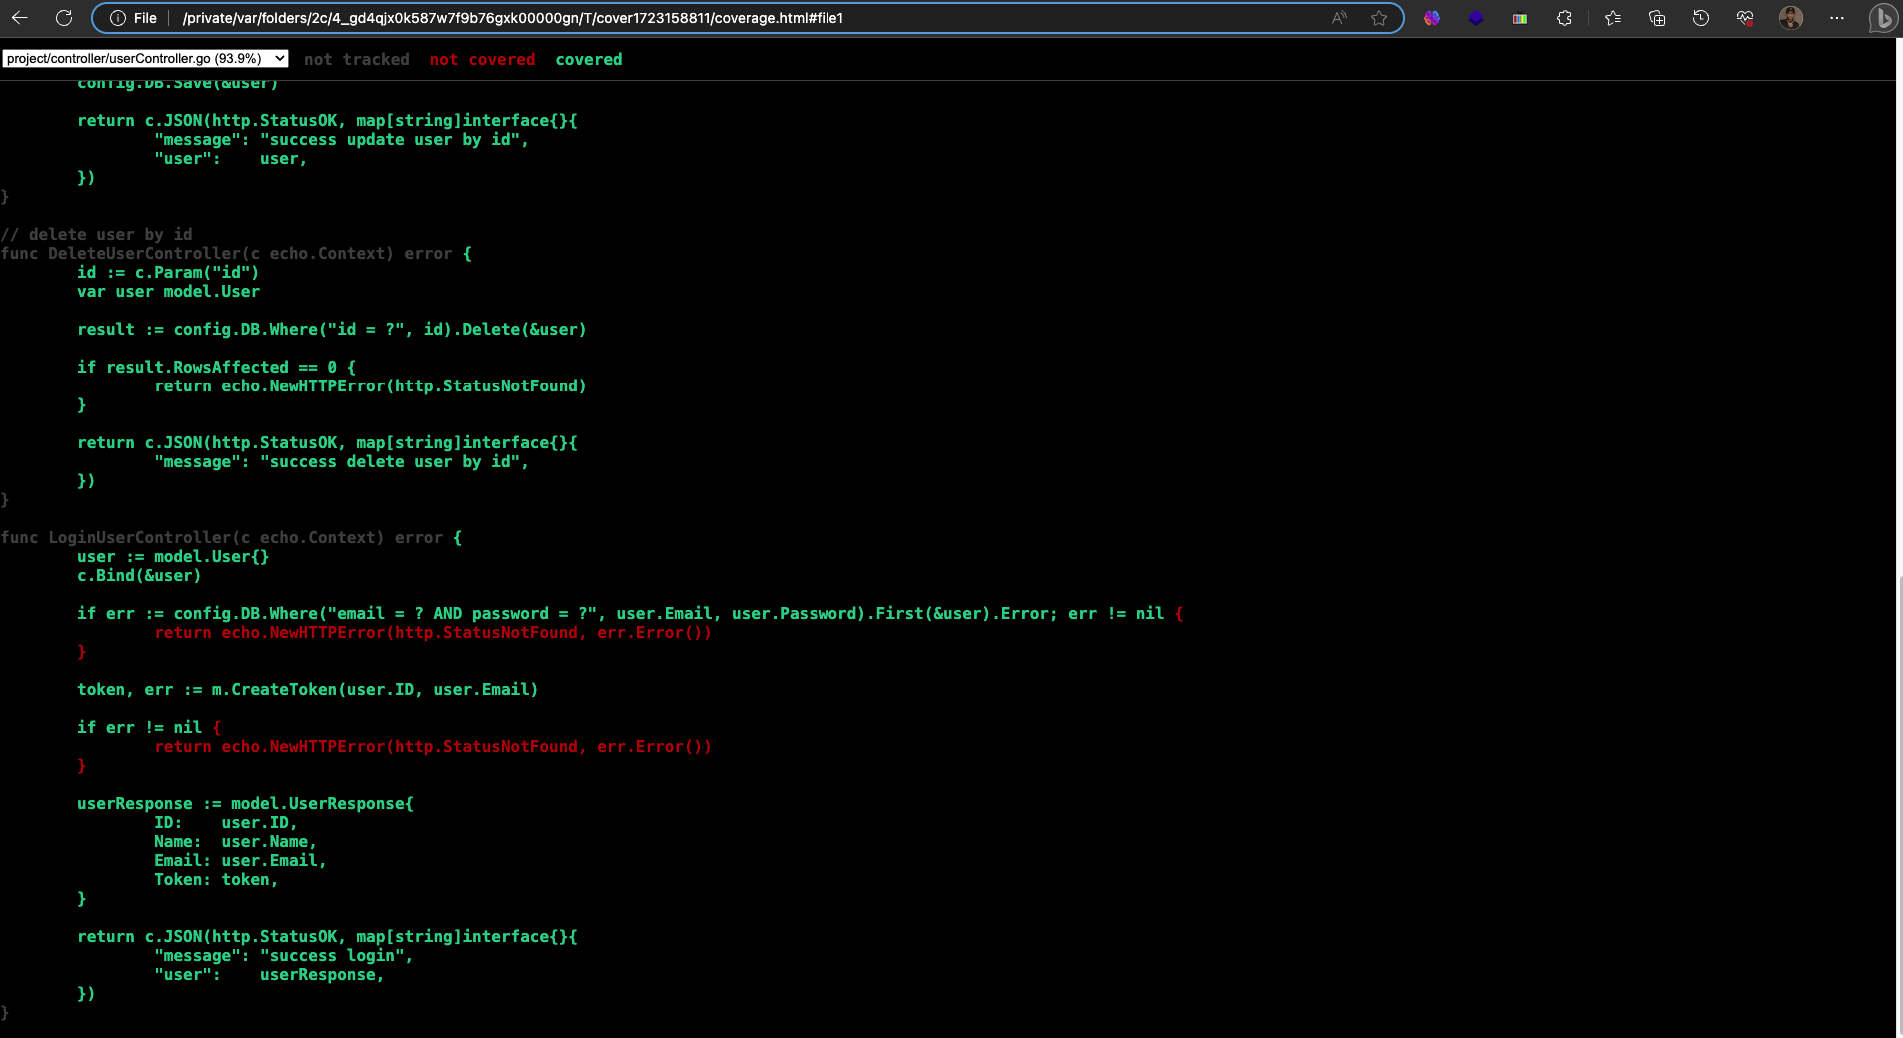 File /private/var/folders/2c/4_gd4qjx0k587w7f9b76gxk00000gn/T/cover1723158811/coverage.html#file1
project/controller/userController.go (93.9%) not tracked not covered covered
config.DB.Save(&user)
return c.JSON(http.StatusOK, map[string]interface{}{
"message": "success update user by id",
"user": user,
})
}
// delete user by id
func DeleteUserController(c echo.Context) error {
id := c.Param("id")
var user model.User
result := config.DB.Where("id = ?", id).Delete(&user)
if result.RowsAffected == 0 {
return echo.NewHTTPError(http.StatusNotFound)
}
return c.JSON(http.StatusOK, map[string]interface{}{
"message": "success delete user by id",
})
}
func LoginUserController(c echo.Context) error {
user := model.User{}
c.Bind(&user)
if err := config.DB.Where("email = ? AND password = ?", user.Email, user.Password).First(&user).Error; err != nil {
return echo.NewHTTPError(http.StatusNotFound, err.Error())
}
token, err := m.CreateToken(user.ID, user.Email)
if err != nil {
return echo.NewHTTPError(http.StatusNotFound, err.Error())
}
userResponse := model.UserResponse{
ID: user.ID,
Name: user.Name,
Email: user.Email,
Token: token,
}
return c.JSON(http.StatusOK, map[string]interface{}{
"message": "success login",
"user": userResponse,
})
}